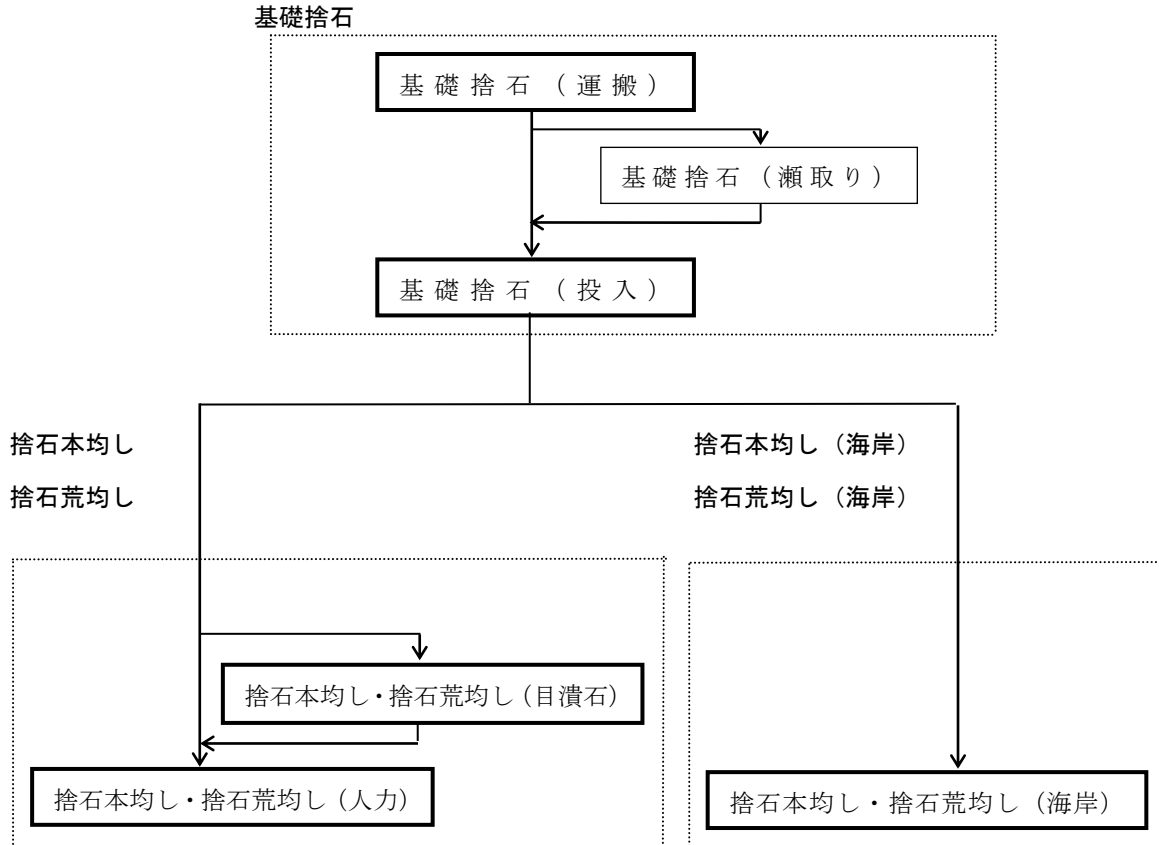 基礎捨石
基礎捨石（運搬）
基礎捨石（瀬取り）
基礎捨石（投入）
捨石本均し
捨石荒均し
捨石本均し（海岸）
捨石荒均し（海岸）
捨石本均し・捨石荒均し（目潰石）
捨石本均し・捨石荒均し（人力）
捨石本均し・捨石荒均し（海岸）